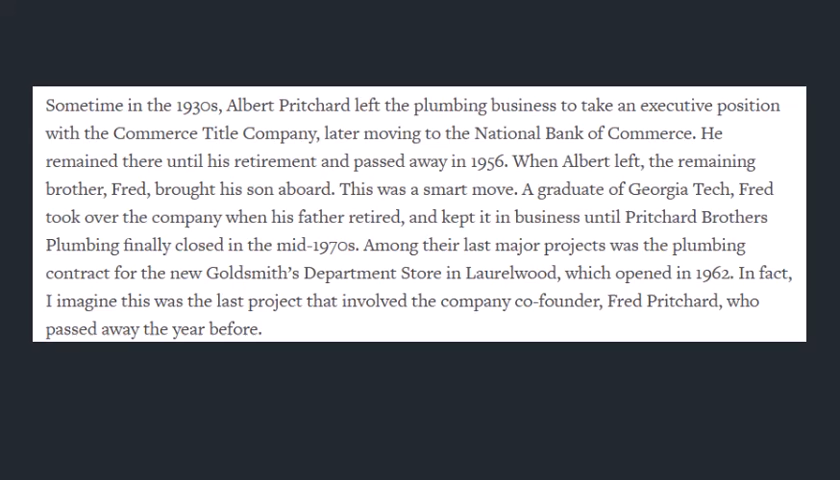 Sometime in the 1930s, Albert Pritchard left the plumbing business to take an executive position
with the Commerce Title Company, later moving to the National Bank of Commerce. He
remained there until his retirement and passed away in 1956. When Albert left, the remaining
brother, Fred, brought his son aboard. This was a smart move. A graduate of Georgia Tech, Fred
took over the company when his father retired, and kept it in business until Pritchard Brothers
Plumbing finally closed in the mid-1970s. Among their last major projects was the plumbing
contract for the new Goldsmith’s Department Store in Laurelwood, which opened in 1962. In fact,
I imagine this was the last project that involved the company co-founder, Fred Pritchard, who
passed away the year before.